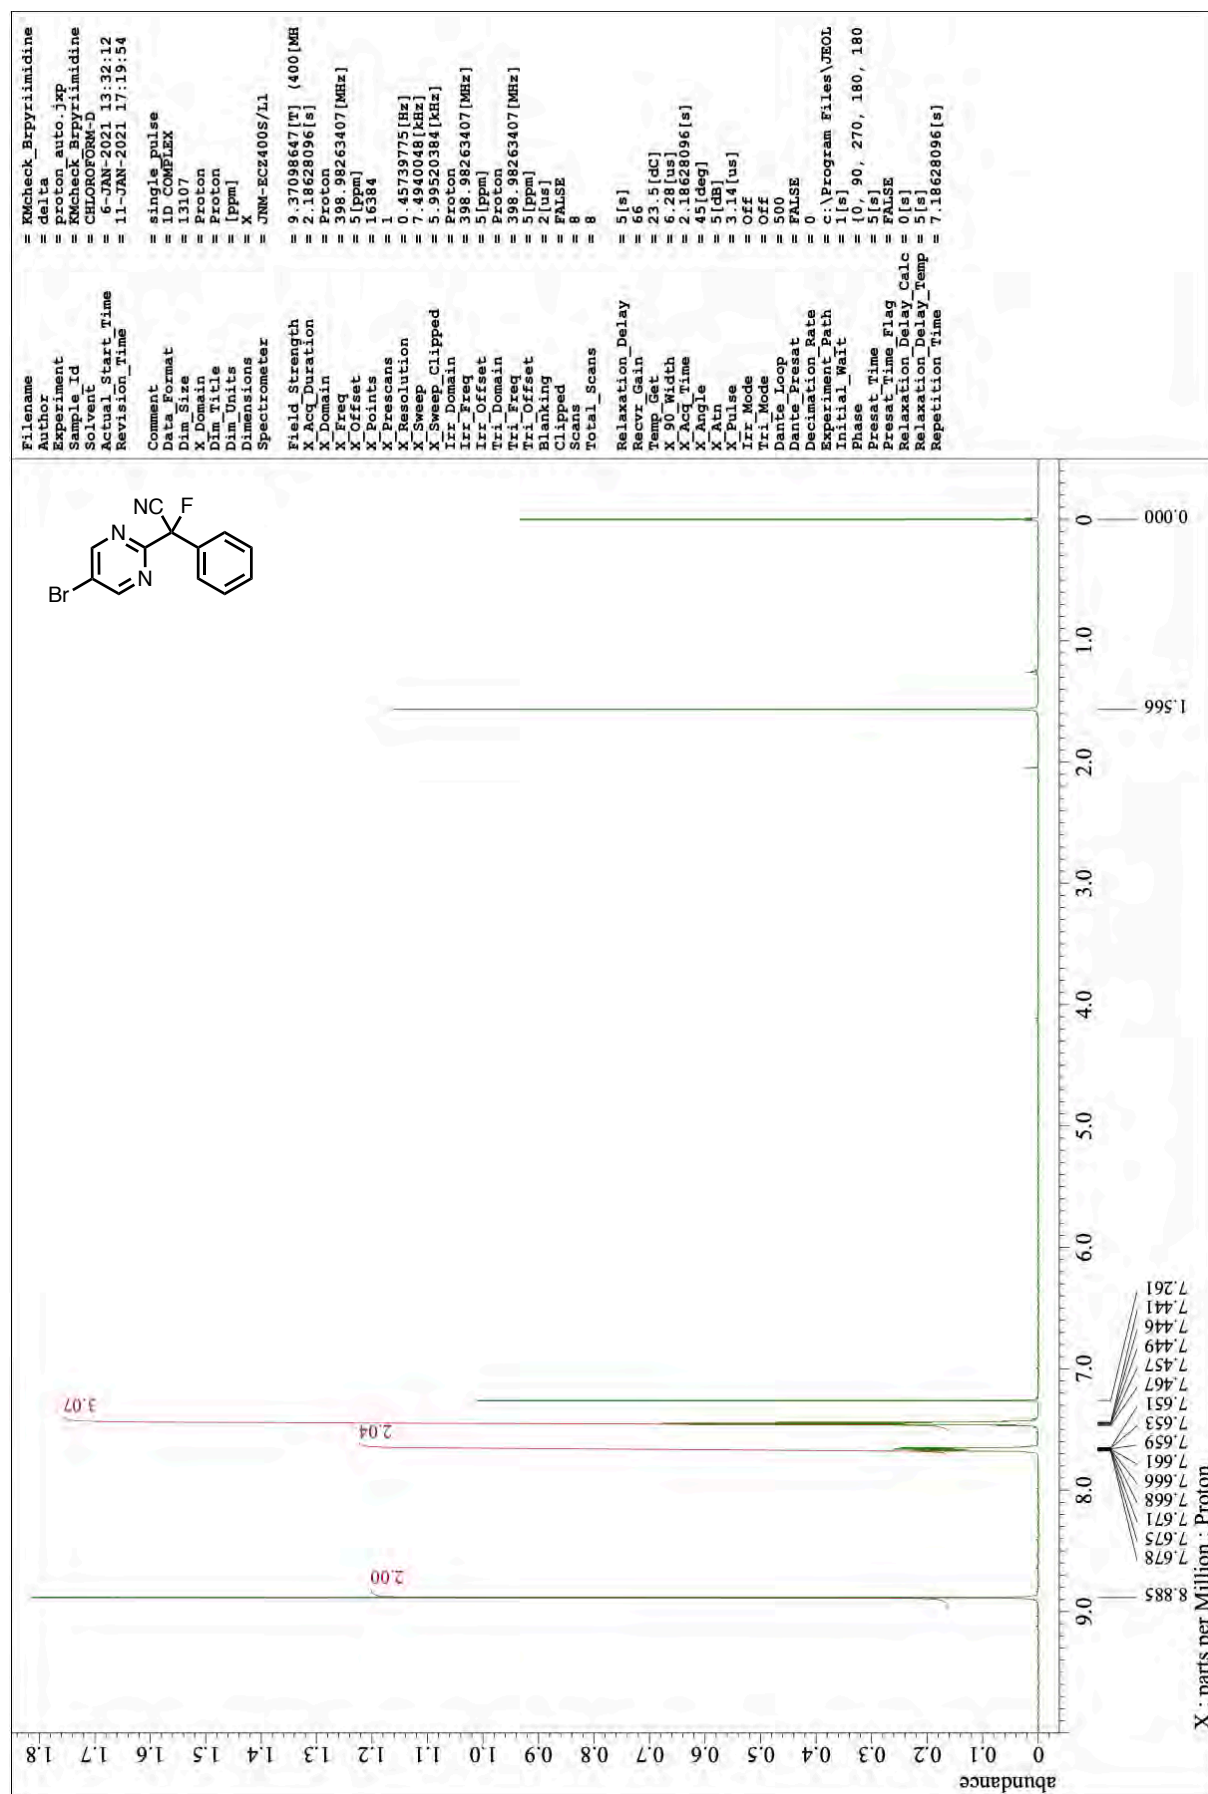 Filename = KMcheck_Brpyriimidine
Author = delta
Experiment = proton_auto.jxp
Sample_Id = KMcheck_Brpyriimidine
Solvent = CHLOROFORM-D
Actual_Start_Time = 6-JAN-2021 13:32:12
Revision_Time = 11-JAN-2021 17:19:54
Comment = single_pulse
Data_Format = 1D COMPLEX
Dim_Size = 13107
X_Domain = Proton
Dim_Title = Proton
Dim_Units = [ppm]
Dimensions = X
Spectrometer = JNM-ECZ400S/L1
Field_Strength = 9.37098647[T] (400[MH
X_Acq_Duration = 2.18628096[s]
X_Domain = Proton
X_Freq = 398.98263407[MHz]
X_Offset = 5[ppm]
X_Points = 16384
X_Prescans = 1
X_Resolution = 0.45739775[Hz]
X_Sweep = 7.4940048[kHz]
X_Sweep_Clipped = 5.99520384[kHz]
Irr_Domain = Proton
Irr_Freq = 398.98263407[MHz]
Irr_Offset = 5[ppm]
Tri_Domain = Proton
Tri_Freq = 398.98263407[MHz]
Tri_Offset = 5[ppm]
Blanking = 2[us]
Clipped = FALSE
Scans = 8
Total_Scans = 8
Relaxation_Delay = 5[s]
Recvr_Gain = 66
Temp_Get = 23.5[dC]
X_90_Width = 6.28[us]
X_Acq_Time = 2.18628096[s]
X_Angle = 45[deg]
X_Atn = 5[dB]
X_Pulse = 3.14[us]
Irr_Mode = Off
Tri_Mode = Off
Dante_Loop = 500
Dante_Presat = FALSE
Decimation_Rate = 0
Experiment_Path = c:\Program Files\JEOL
Initial_Wait = 1[s]
Phase = {0, 90, 270, 180, 180
Presat_Time = 5[s]
Presat_Time_Flag = FALSE
Relaxation_Delay_Calc = 0[s]
Relaxation_Delay_Temp = 5[s]
Repetition_Time = 7.18628096[s]
NC F
N
N
Br
abundance
0 0.1 0.2 0.3 0.4 0.5 0.6 0.7 0.8 0.9 1.0 1.1 1.2 1.3 1.4 1.5 1.6 1.7 1.8
2.00
2.04
3.07
9.0 8.0 7.0 6.0 5.0 4.0 3.0 2.0 1.0 0
8.885
7.678
7.675
7.671
7.668
7.666
7.661
7.659
7.653
7.651
7.467
7.457
7.449
7.446
7.441
7.261
1.566
0.000
X : parts per Million : Proton